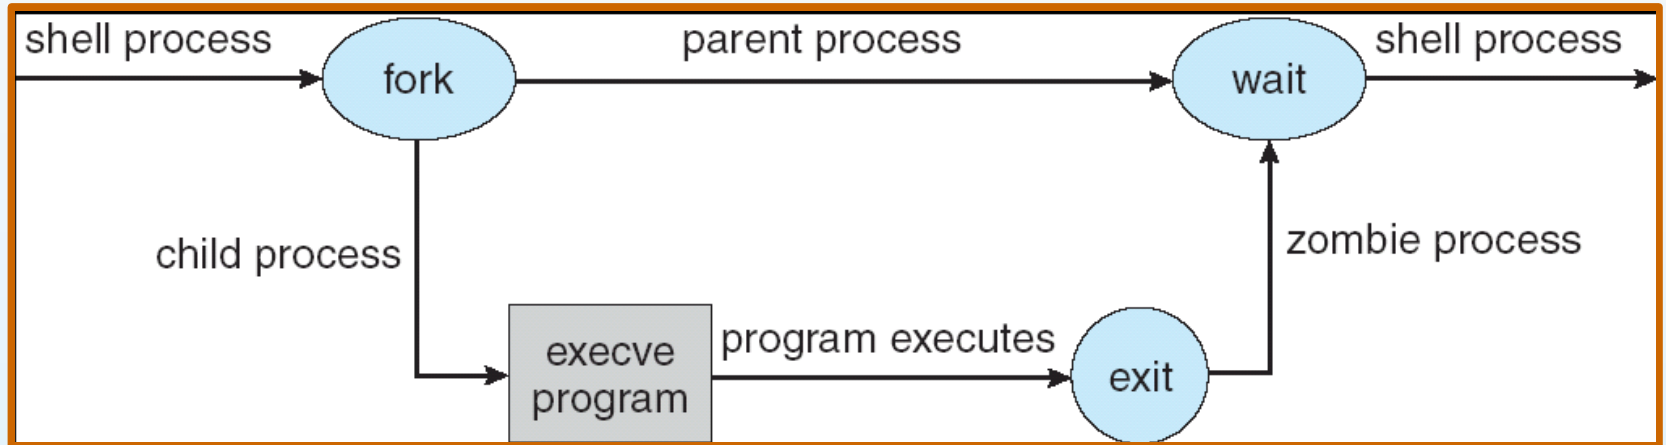 shell process
fork
parent process
wait
shell process
child process
zombie process
execve
program
program executes
exit